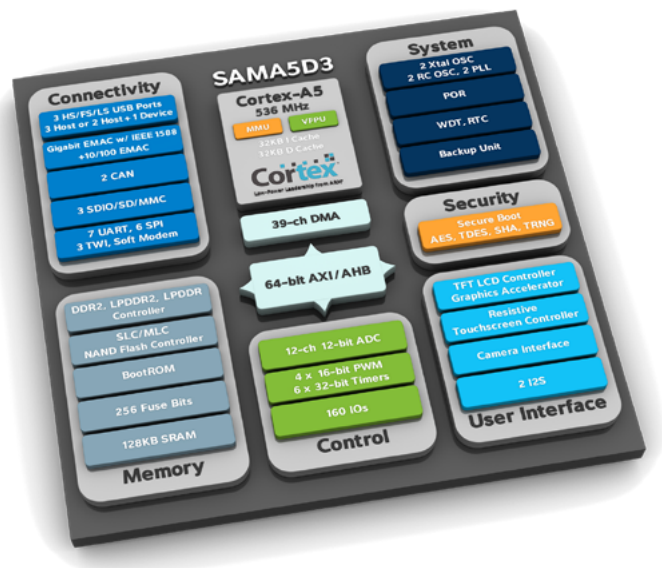 SAMA5D3
Connectivity
3 HS/FS/LS USB Ports
3 Host or 2 Host + 1 Device
Gigabit EMAC w/ IEEE 1588
+10/100 EMAC
2 CAN
3 SDIO/SD/MMC
7 UART, 6 SPI
3 TWI, Soft Modem
Cortex-A5
536 MHz
MMU
VFPU
32KB I Cache
32KB D Cache
Cortex
Low-Power Leadership from ARM
39-ch DMA
64-bit AXI/AHB
System
2 Xtal OSC
2 RC OSC, 2 PLL
POR
WDT, RTC
Backup Unit
Security
Secure Boot
AES, TDES, SHA, TRNG
DDR2, LPDDR2, LPDDR
Controller
SLC/MLC
NAND Flash Controller
BootROM
256 Fuse Bits
128KB SRAM
Memory
12-ch 12-bit ADC
4 x 16-bit PWM
6 x 32-bit Timers
160 IOs
Control
TFT LCD Controller
Graphics Accelerator
Resistive
Touchscreen Controller
Camera Interface
2 I2S
User Interface